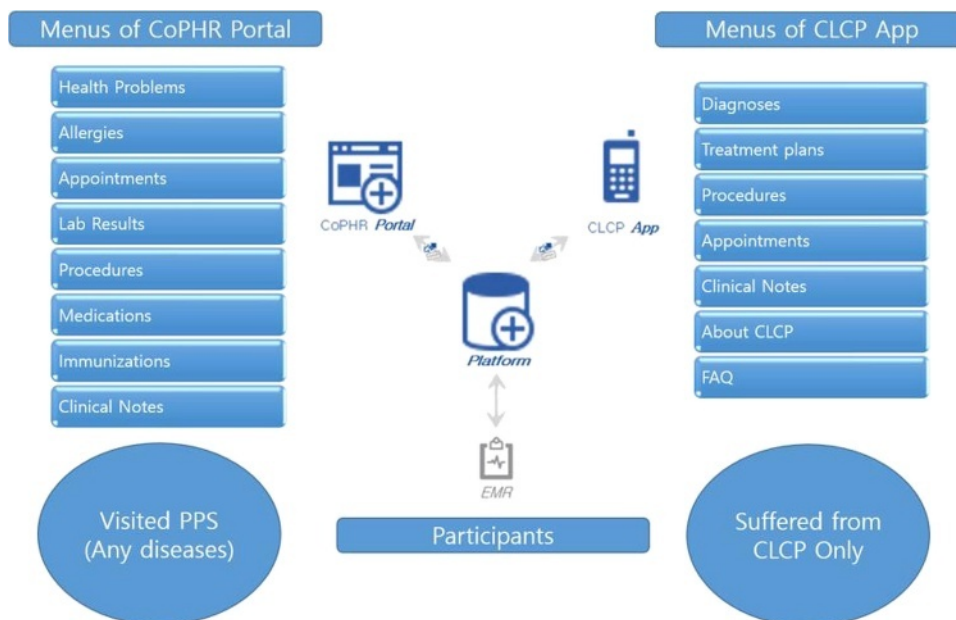 Menus of CoPHR Portal
Health Problems
Allergies
Appointments
Lab Results
Procedures
Medications
Immunizations
Clinical Notes
Visited PPS
(Any diseases)
CoPHR Portal
CLCP App
Platform
EMR
Participants
Menus of CLCP App
Diagnoses
Treatment plans
Procedures
Appointments
Clinical Notes
About CLCP
FAQ
Suffered from
CLCP Only